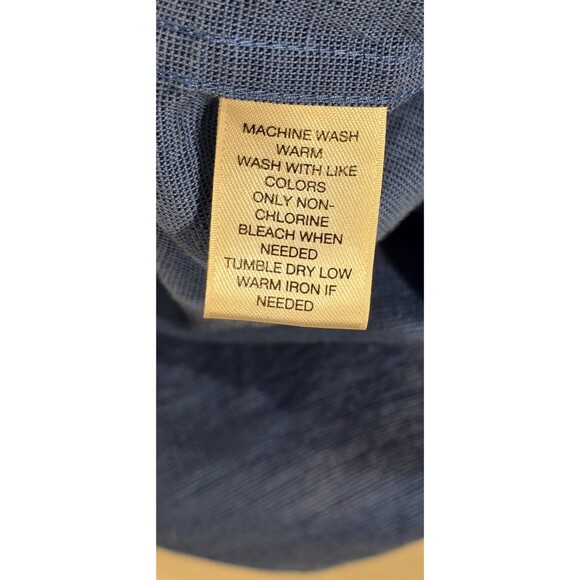 MACHINE WASH
WARM
WASH WITH LIKE
COLORS
ONLY NON-
CHLORINE
BLEACH WHEN
NEEDED
TUMBLE DRY LOW
WARM IRON IF
NEEDED